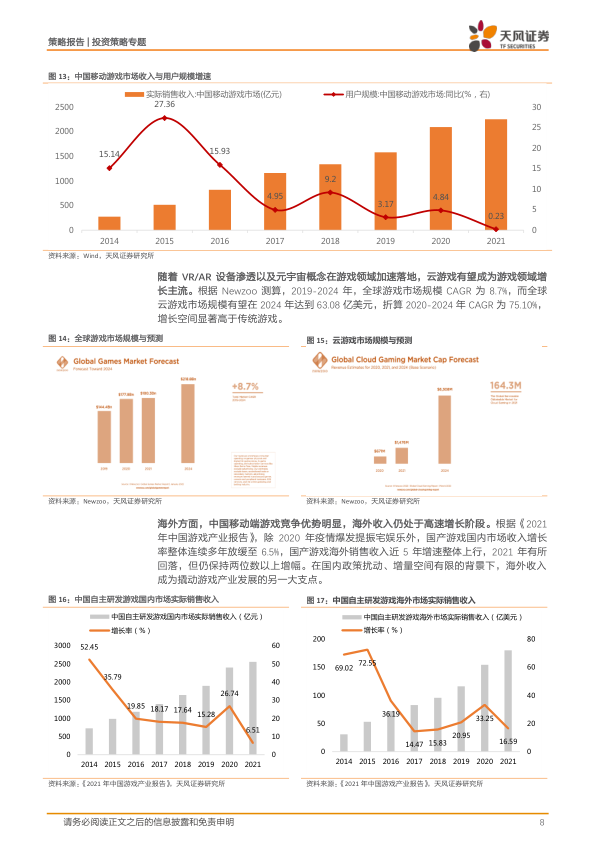 策略报告 | 投资策略专题
天风证券
TF SECURITIES
图 13：中国移动游戏市场收入与用户规模增速
实际销售收入:中国移动游戏市场(亿元)
用户规模:中国移动游戏市场:同比(%，右)
2500
2000
1500
1000
500
0
30
25
20
15
10
5
0
15.14
27.36
15.93
4.95
9.2
3.17
4.84
0.23
2014 2015 2016 2017 2018 2019 2020 2021
资料来源：Wind，天风证券研究所
随着 VR/AR 设备渗透以及元宇宙概念在游戏领域加速落地，云游戏有望成为游戏领域增
长主流。根据 Newzoo 测算，2019-2024 年，全球游戏市场规模 CAGR 为 8.7%，而全球
云游戏市场规模有望在 2024 年达到 63.08 亿美元，折算 2020-2024 年 CAGR 为 75.10%，
增长空间显著高于传统游戏。
图 14：全球游戏市场规模与预测
Global Games Market Forecast
Forecast Toward 2024
+8.7%
资料来源：Newzoo，天风证券研究所
图 15：云游戏市场规模与预测
Global Cloud Gaming Market Cap Forecast
Revenue Estimates for 2020, 2021, and 2024 (Base Scenario)
164.3M
2020 2021 2024
资料来源：Newzoo，天风证券研究所
海外方面，中国移动端游戏竞争优势明显，海外收入仍处于高速增长阶段。根据《2021
年中国游戏产业报告》，除 2020 年疫情爆发提振宅娱乐外，国产游戏国内市场收入增长
率整体连续多年放缓至 6.5%，国产游戏海外销售收入近 5 年增速整体上行，2021 年有所
回落，但仍保持两位数以上增幅。在国内政策扰动、增量空间有限的背景下，海外收入
成为撬动游戏产业发展的另一大支点。
图 16：中国自主研发游戏国内市场实际销售收入
中国自主研发游戏国内市场实际销售收入（亿元）
增长率（%）
3000
2500
2000
1500
1000
500
0
60
50
40
30
20
10
0
52.45
35.79
19.85
18.17
17.64
15.28
26.74
6.51
2014 2015 2016 2017 2018 2019 2020 2021
资料来源：《2021 年中国游戏产业报告》，天风证券研究所
图 17：中国自主研发游戏海外市场实际销售收入
中国自主研发游戏海外市场实际销售收入（亿美元）
增长率（%）
200
150
100
50
0
80
60
40
20
0
69.02
72.55
36.19
14.47
15.83
20.95
33.25
16.59
2014 2015 2016 2017 2018 2019 2020 2021
资料来源：《2021 年中国游戏产业报告》，天风证券研究所
请务必阅读正文之后的信息披露和免责申明
8